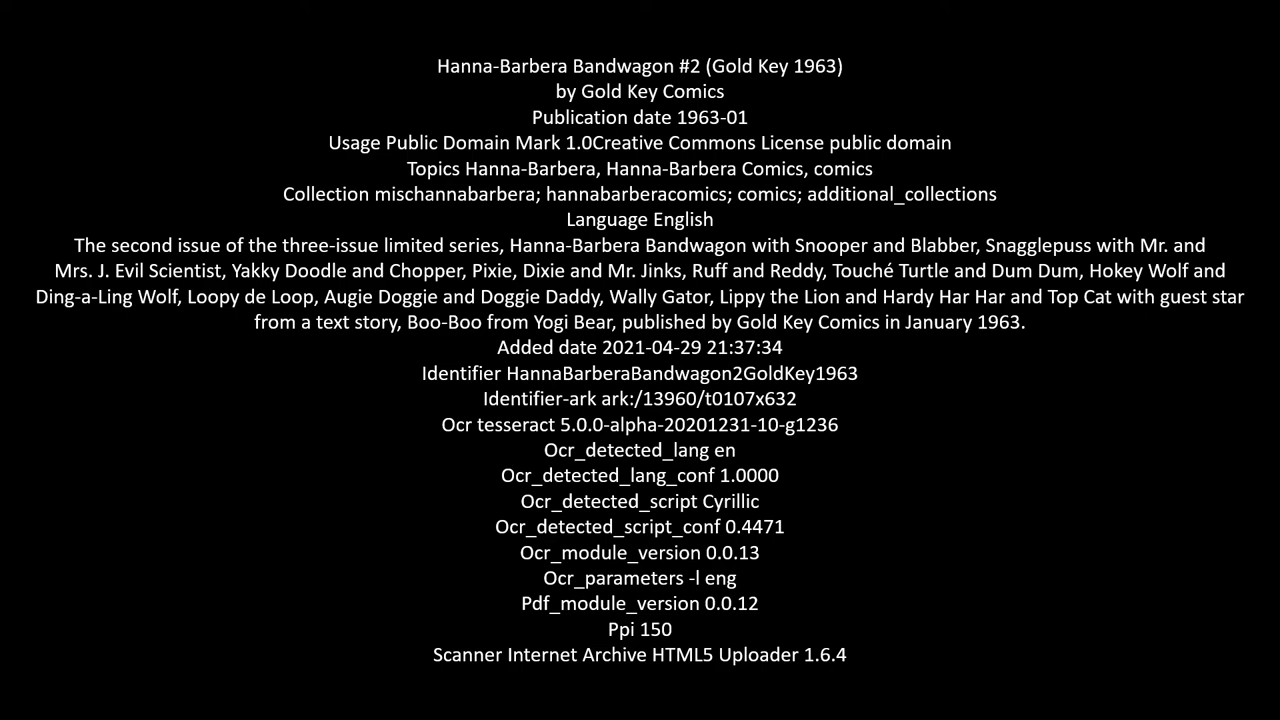 Hanna-Barbera Bandwagon #2 (Gold Key 1963)
by Gold Key Comics
Publication date 1963-01
Usage Public Domain Mark 1.0Creative Commons License public domain
Topics Hanna-Barbera, Hanna-Barbera Comics, comics
Collection mischannabarbera; hannabarberacomics; comics; additional_collections
Language English
The second issue of the three-issue limited series, Hanna-Barbera Bandwagon with Snooper and Blabber, Snagglepuss with Mr. and
Mrs. J. Evil Scientist, Yakky Doodle and Chopper, Pixie, Dixie and Mr. Jinks, Ruff and Reddy, Touché Turtle and Dum Dum, Hokey Wolf and
Ding-a-Ling Wolf, Loopy de Loop, Augie Doggie and Doggie Daddy, Wally Gator, Lippy the Lion and Hardy Har Har and Top Cat with guest star
from a text story, Boo-Boo from Yogi Bear, published by Gold Key Comics in January 1963.
Added date 2021-04-29 21:37:34
Identifier HannaBarberaBandwagon2GoldKey1963
Identifier-ark ark:/13960/t0107x632
Ocr tesseract 5.0.0-alpha-20201231-10-g1236
Ocr_detected_lang en
Ocr_detected_lang_conf 1.0000
Ocr_detected_script Cyrillic
Ocr_detected_script_conf 0.4471
Ocr_module_version 0.0.13
Ocr_parameters -l eng
Pdf_module_version 0.0.12
Ppi 150
Scanner Internet Archive HTML5 Uploader 1.6.4